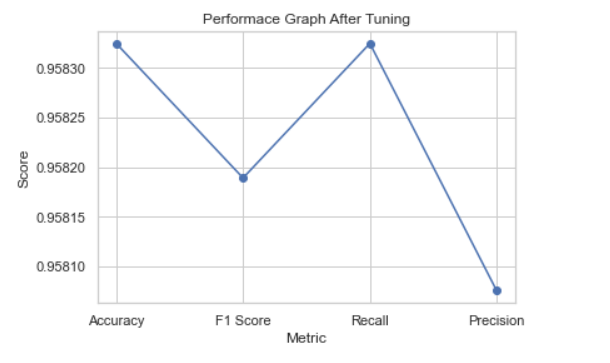 Performace Graph After Tuning
0.95830
0.95825
0.95820
0.95815
0.95810
Score
Accuracy F1 Score Recall Precision
Metric